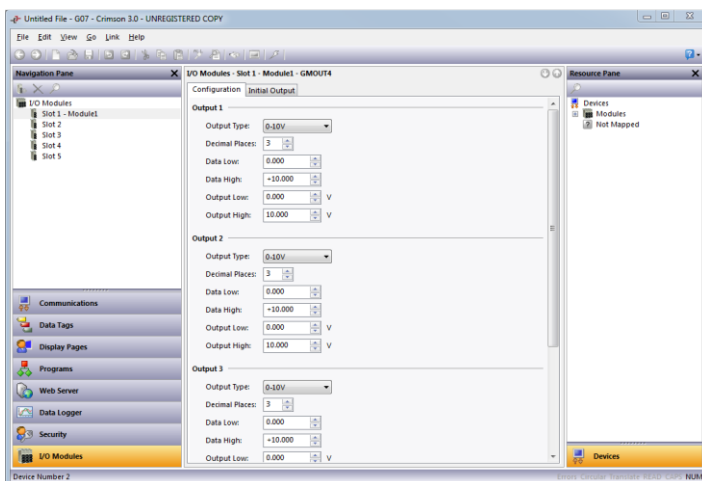 Untitled File - G07 - Crimson 3.0 - UNREGISTERED COPY
File Edit View Go Link Help
Navigation Pane
I/O Modules
Slot 1 - Module1
Slot 2
Slot 3
Slot 4
Slot 5
Communications
Data Tags
Display Pages
Programs
Web Server
Data Logger
Security
I/O Modules
I/O Modules - Slot 1 - Module1 - GMOUT4
Configuration Initial Output
Output 1
Output Type: 0-10V
Decimal Places: 3
Data Low: 0.000
Data High: +10.000
Output Low: 0.000 V
Output High: 10.000 V
Output 2
Output Type: 0-10V
Decimal Places: 3
Data Low: 0.000
Data High: +10.000
Output Low: 0.000 V
Output High: 10.000 V
Output 3
Output Type: 0-10V
Decimal Places: 3
Data Low: 0.000
Data High: +10.000
Output Low: 0.000 V
Resource Pane
Devices
Modules
Not Mapped
Devices
Device Number 2
Errors Circular Translate READ CAPS NUM